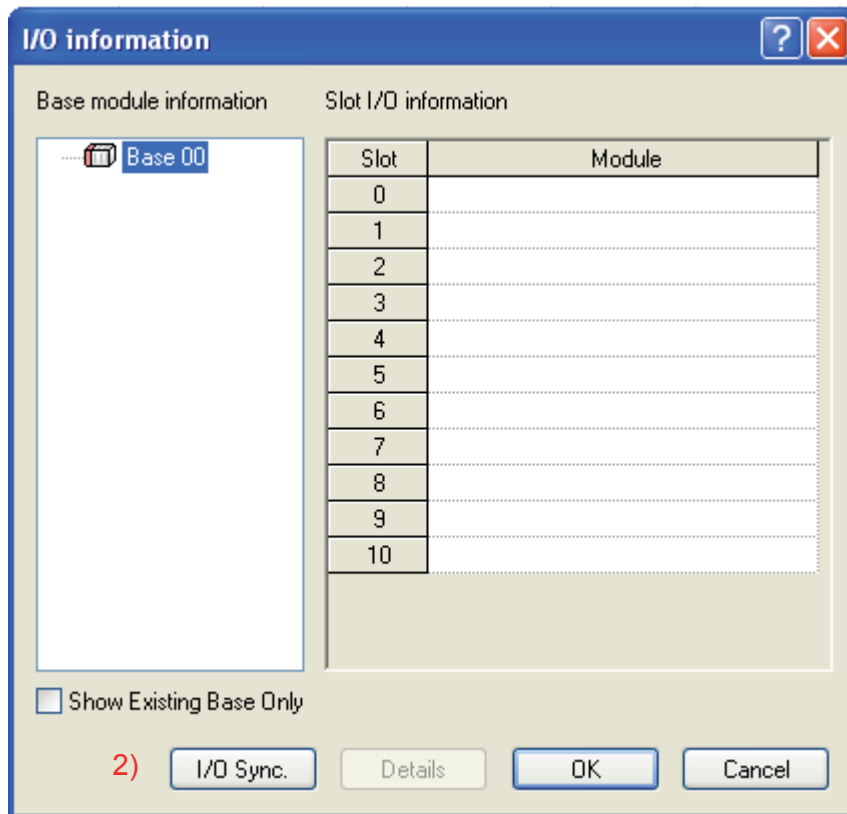 I/O information
Base module information
Slot I/O information
Base 00
Slot Module
0
1
2
3
4
5
6
7
8
9
10
Show Existing Base Only
2) I/O Sync. Details OK Cancel